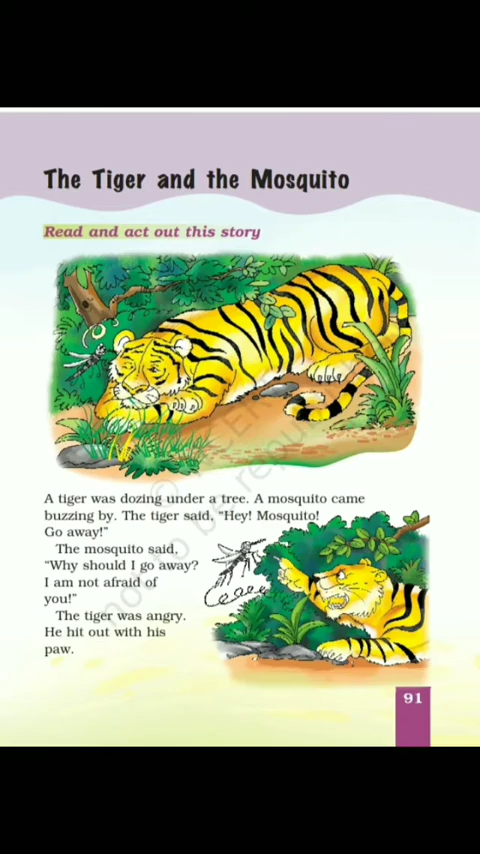 The Tiger and the Mosquito
Read and act out this story
A tiger was dozing under a tree. A mosquito came
buzzing by. The tiger said, "Hey! Mosquito!
Go away!"
The mosquito said,
"Why should I go away?
I am not afraid of
you!"
The tiger was angry.
He hit out with his
paw.
91